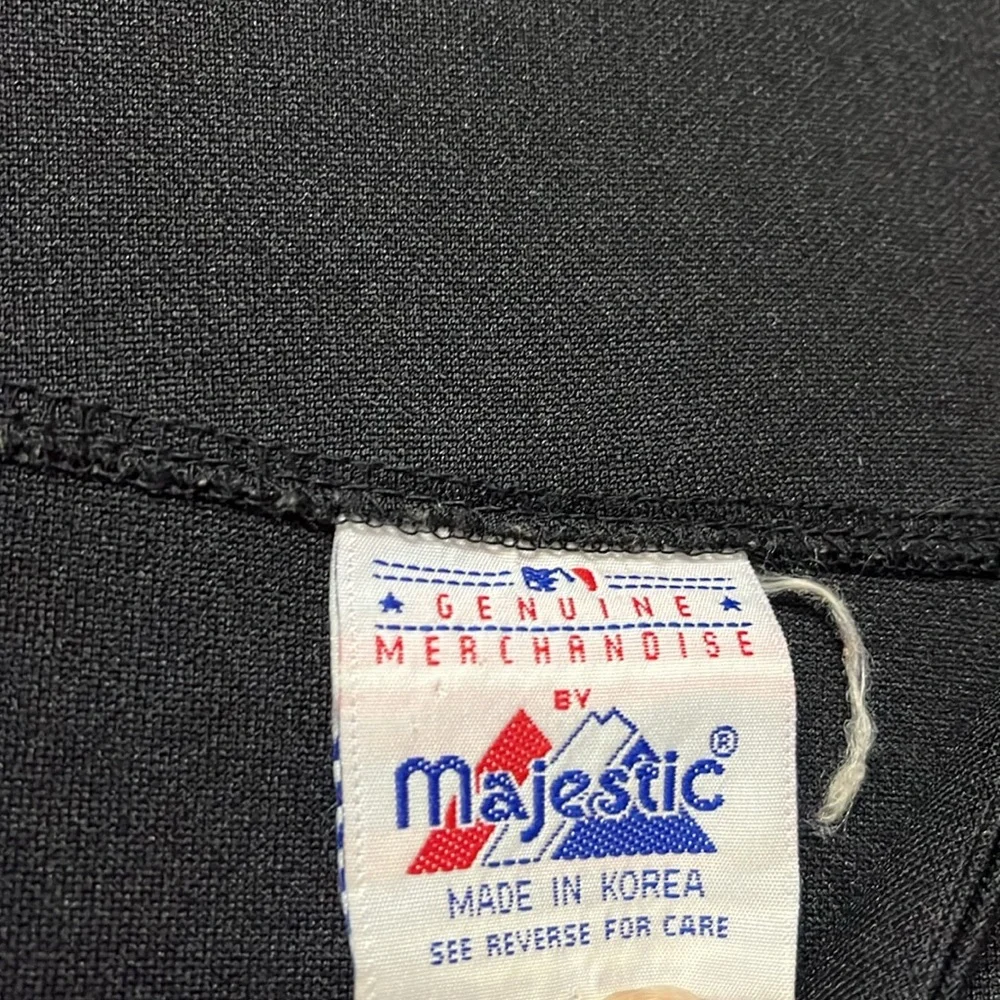 GENUINE
MERCHANDISE
BY
Majestic®
MADE IN KOREA
SEE REVERSE FOR CARE